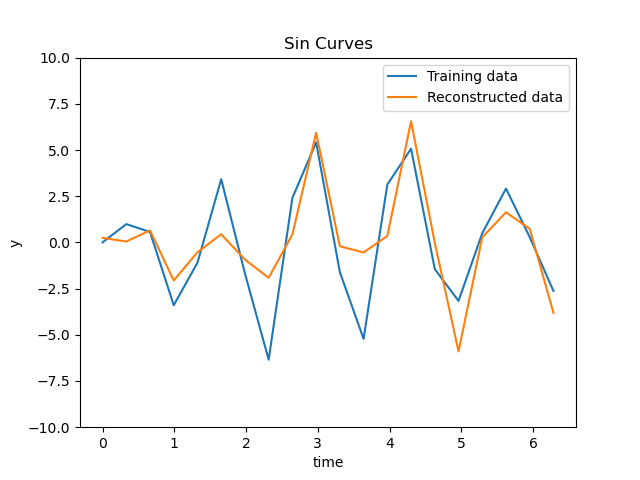 Sin Curves
Training data
Reconstructed data
10.0
7.5
5.0
2.5
0.0
−2.5
−5.0
−7.5
−10.0
y
0 1 2 3 4 5 6
time